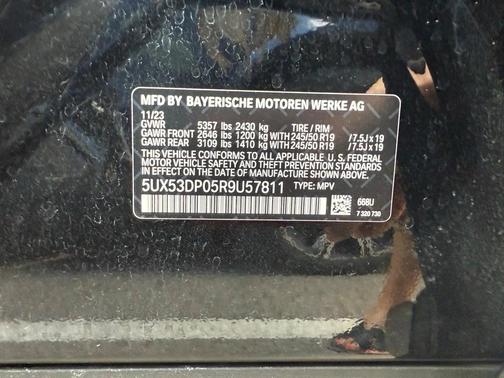 MFD BY BAYERISCHE MOTOREN WERKE AG
11/23
GVWR 5357 lbs 2430 kg TIRE / RIM
GAWR FRONT 2646 lbs 1200 kg WITH 245/50 R19 /7.5J x 19
GAWR REAR 3109 lbs 1410 kg WITH 245/50 R19 /7.5J x 19
THIS VEHICLE CONFORMS TO ALL APPLICABLE U.S. FEDERAL
MOTOR VEHICLE SAFETY AND THEFT PREVENTION STANDARDS
IN EFFECT ON THE DATE OF MANUFACTURE SHOWN ABOVE.
5UX53DP05R9U57811 TYPE: MPV
668U
7 320 730